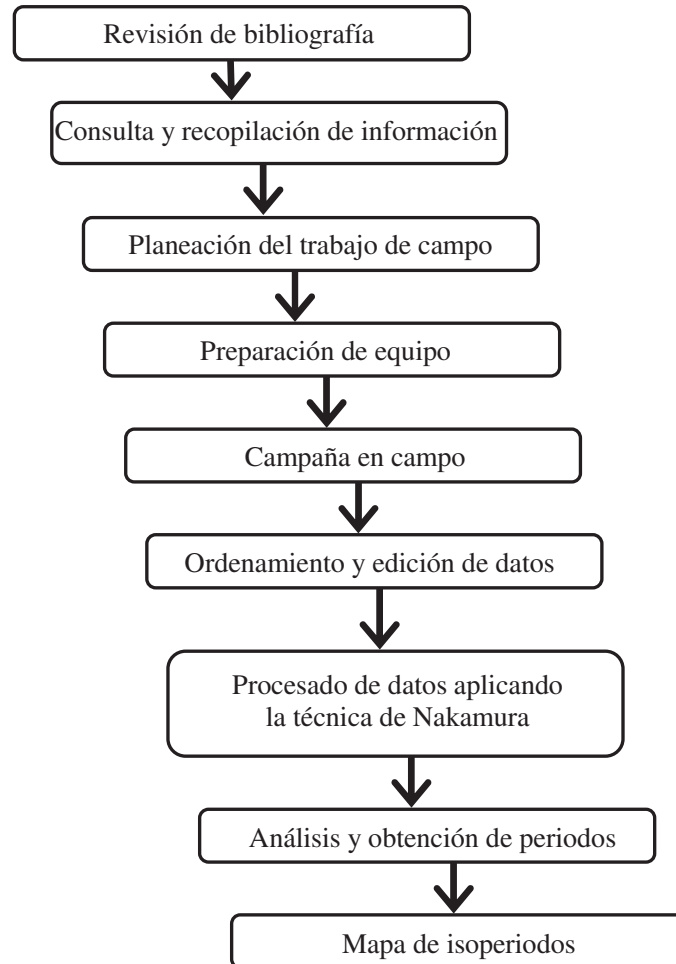 Revisión de bibliografía
Consulta y recopilación de información
Planeación del trabajo de campo
Preparación de equipo
Campaña en campo
Ordenamiento y edición de datos
Procesado de datos aplicando
la técnica de Nakamura
Análisis y obtención de periodos
Mapa de isoperiodos